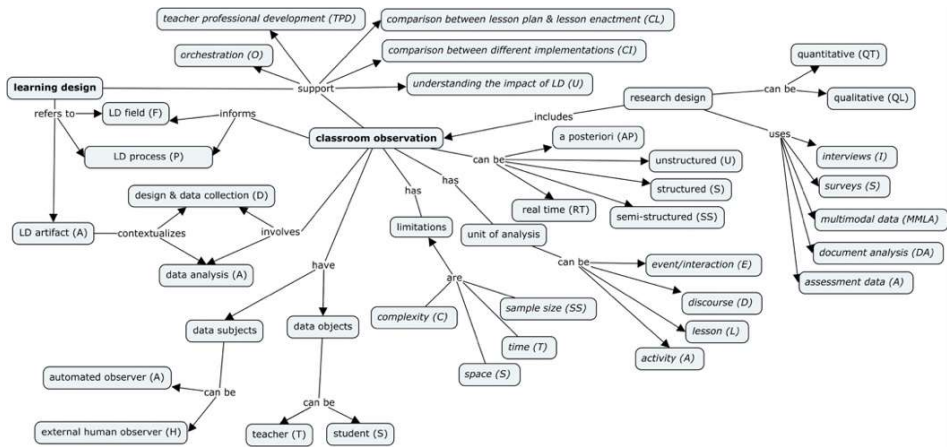 teacher professional development (TPD)
comparison between lesson plan & lesson enactment (CL)
orchestration (O)
comparison between different implementations (CI)
quantitative (QT)
learning design
support
understanding the impact of LD (U)
can be
research design
qualitative (QL)
refers to
LD field (F)
informs
includes
classroom observation
a posteriori (AP)
uses
LD process (P)
can be
unstructured (U)
interviews (I)
has
design & data collection (D)
has
structured (S)
surveys (S)
real time (RT)
semi-structured (SS)
multimodal data (MMLA)
LD artifact (A)
contextualizes
involves
limitations
unit of analysis
document analysis (DA)
data analysis (A)
have
can be
event/interaction (E)
assessment data (A)
are
discourse (D)
complexity (C)
sample size (SS)
data subjects
data objects
lesson (L)
time (T)
activity (A)
space (S)
automated observer (A)
can be
can be
external human observer (H)
teacher (T)
student (S)